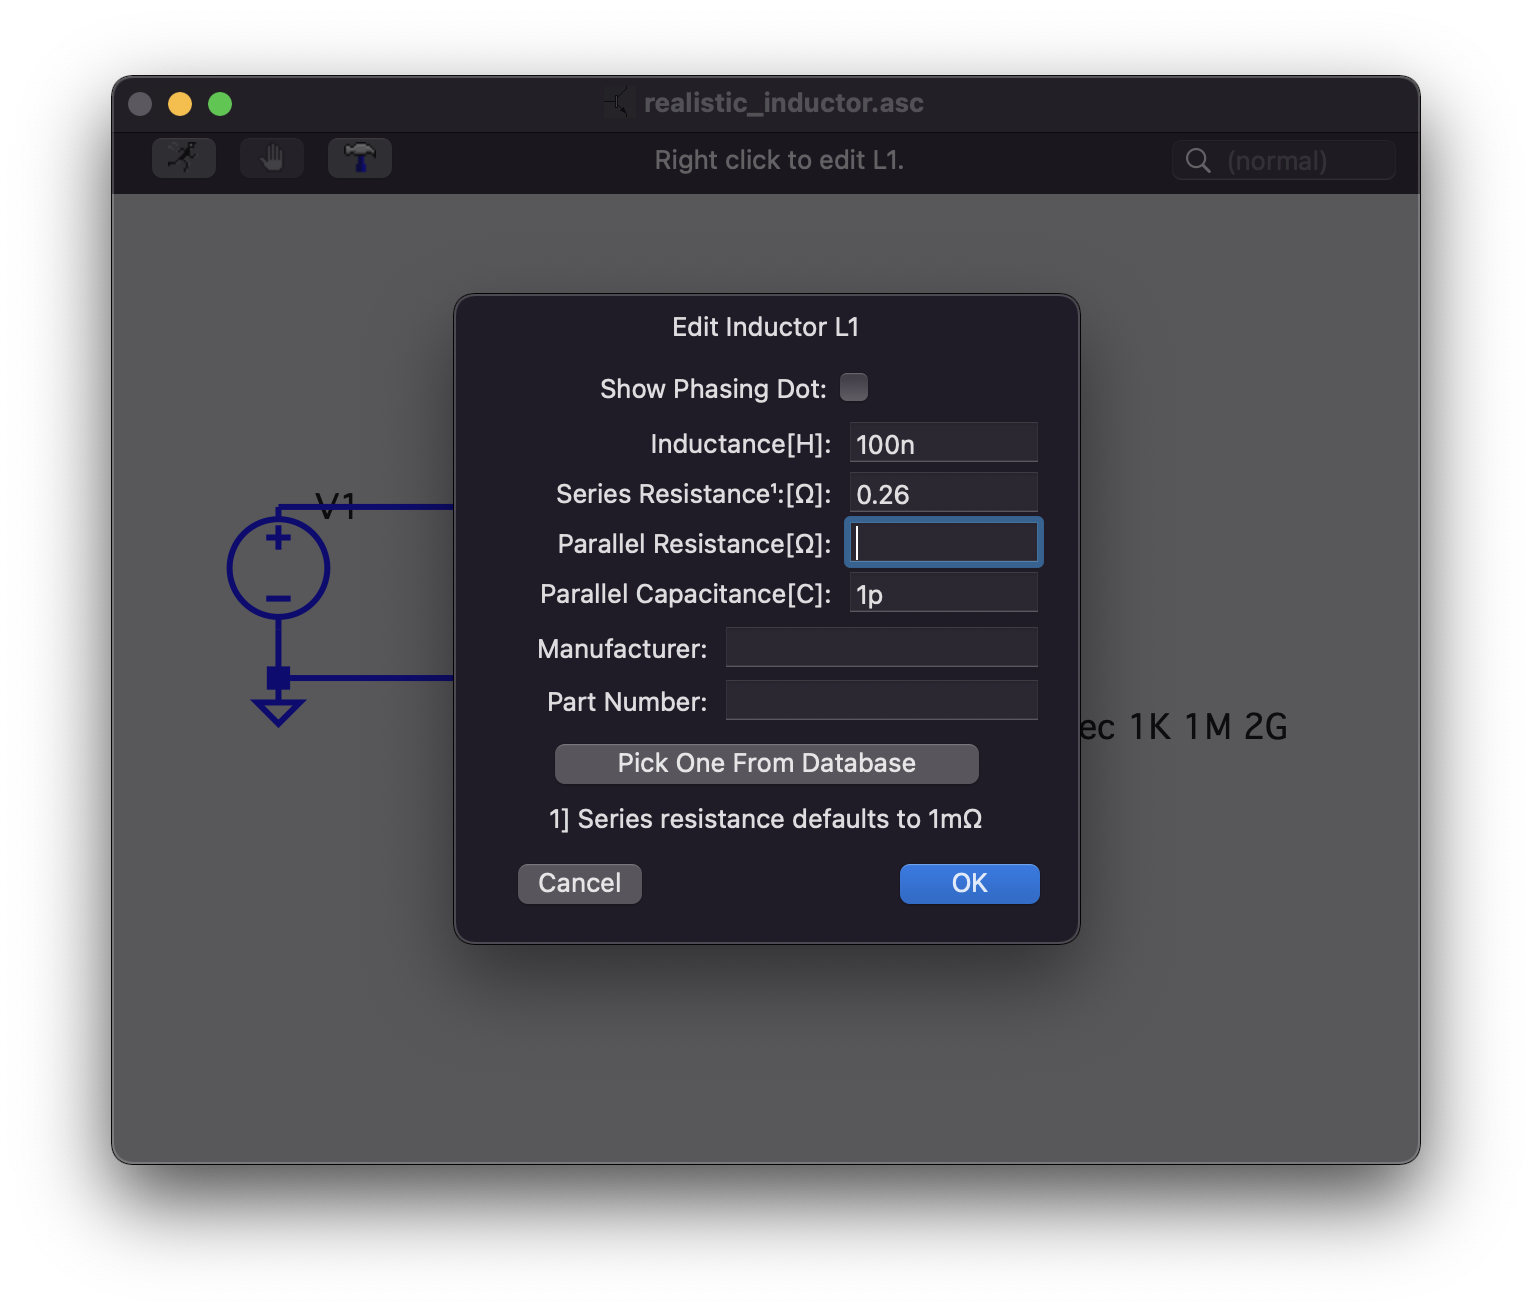 realistic_inductor.asc
Right click to edit L1.
(normal)
Edit Inductor L1
Show Phasing Dot:
Inductance[H]: 100n
Series Resistance¹:[Ω]: 0.26
Parallel Resistance[Ω]:
Parallel Capacitance[C]: 1p
Manufacturer:
Part Number:
Pick One From Database
1] Series resistance defaults to 1mΩ
Cancel OK
V1
ec 1K 1M 2G